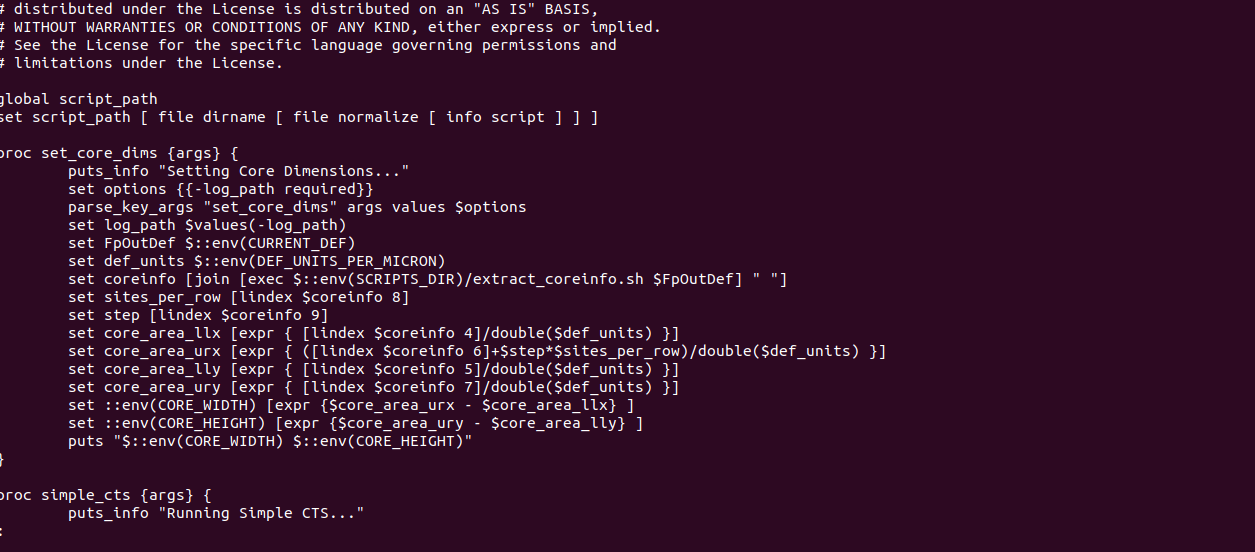 # distributed under the License is distributed on an "AS IS" BASIS,
# WITHOUT WARRANTIES OR CONDITIONS OF ANY KIND, either express or implied.
# See the License for the specific language governing permissions and
# limitations under the License.
global script_path
set script_path [ file dirname [ file normalize [ info script ] ] ]
proc set_core_dims {args} {
puts_info "Setting Core Dimensions..."
set options {{-log_path required}}
parse_key_args "set_core_dims" args values $options
set log_path $values(-log_path)
set FpOutDef $::env(CURRENT_DEF)
set def_units $::env(DEF_UNITS_PER_MICRON)
set coreinfo [join [exec $::env(SCRIPTS_DIR)/extract_coreinfo.sh $FpOutDef] " "]
set sites_per_row [lindex $coreinfo 8]
set step [lindex $coreinfo 9]
set core_area_llx [expr { [lindex $coreinfo 4]/double($def_units) }]
set core_area_urx [expr { ([lindex $coreinfo 6]+$step*$sites_per_row)/double($def_units) }]
set core_area_lly [expr { [lindex $coreinfo 5]/double($def_units) }]
set core_area_ury [expr { [lindex $coreinfo 7]/double($def_units) }]
set ::env(CORE_WIDTH) [expr {$core_area_urx - $core_area_llx} ]
set ::env(CORE_HEIGHT) [expr {$core_area_ury - $core_area_lly} ]
puts "$::env(CORE_WIDTH) $::env(CORE_HEIGHT)"
}
proc simple_cts {args} {
puts_info "Running Simple CTS..."
: